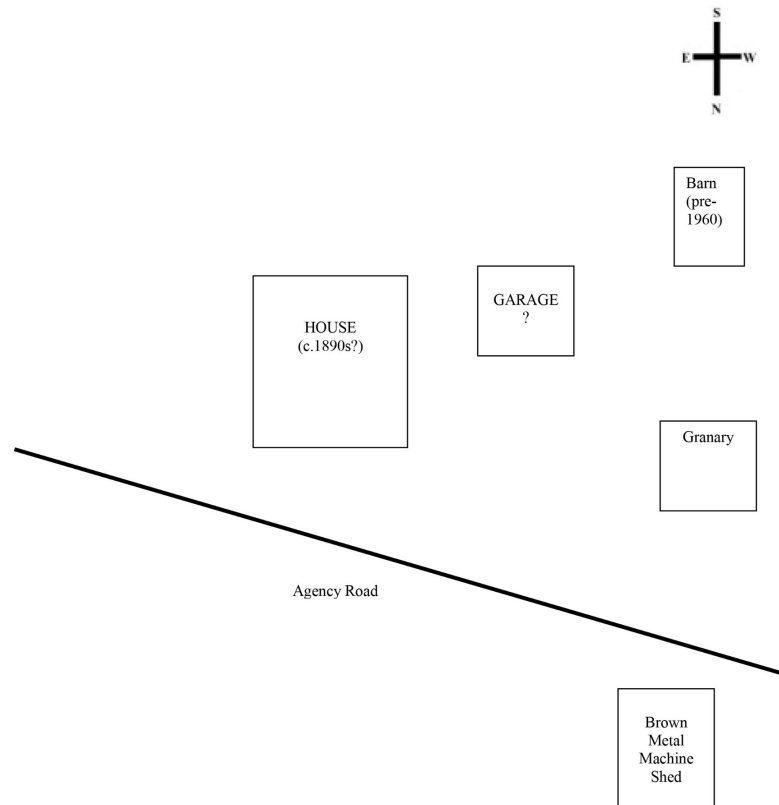 S
E W
N
Barn
(pre-
1960)
GARAGE
?
HOUSE
(c.1890s?)
Granary
Agency Road
Brown
Metal
Machine
Shed